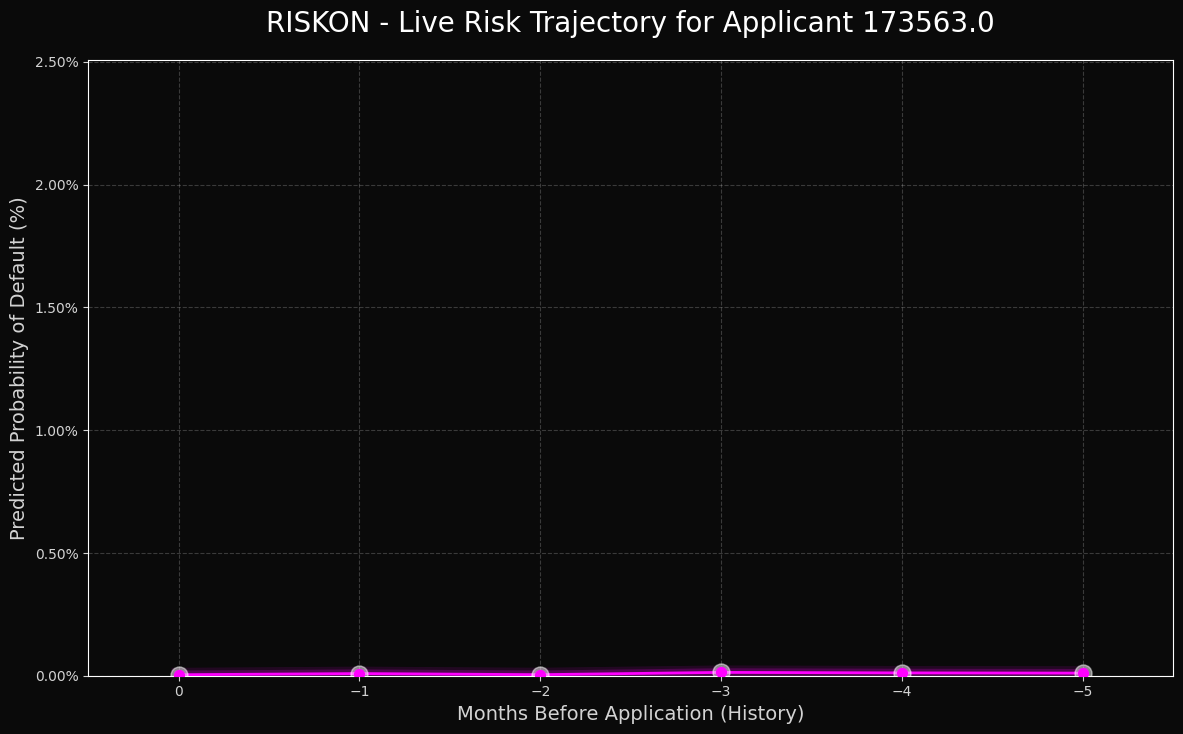 RISKON - Live Risk Trajectory for Applicant 173563.0
Predicted Probability of Default (%)
2.50%
2.00%
1.50%
1.00%
0.50%
0.00%
0 −1 −2 −3 −4 −5
Months Before Application (History)